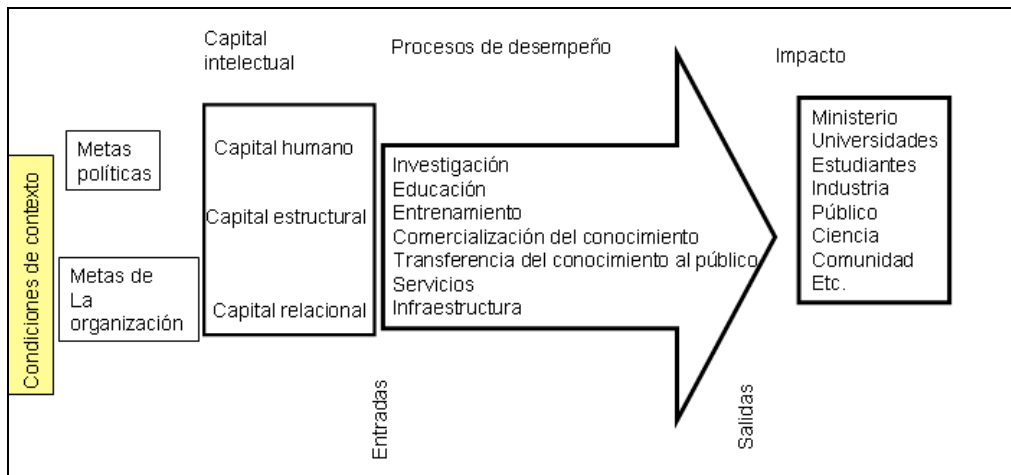 Capital
intelectual
Procesos de desempeño
Impacto
Condiciones de contexto
Metas
políticas
Metas de
La
organización
Capital humano
Capital estructural
Capital relacional
Investigación
Educación
Entrenamiento
Comercialización del conocimiento
Transferencia del conocimiento al público
Servicios
Infraestructura
Ministerio
Universidades
Estudiantes
Industria
Público
Ciencia
Comunidad
Etc.
Entradas
Salidas